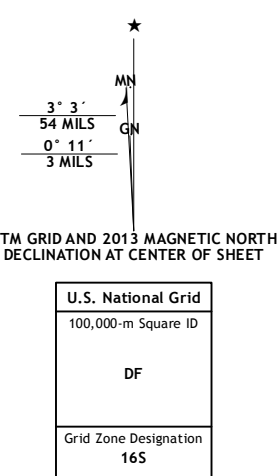 ★
MN
3° 3´
54 MILS
GN
0° 11´
3 MILS
TM GRID AND 2013 MAGNETIC NORTH
DECLINATION AT CENTER OF SHEET
U.S. National Grid
100,000-m Square ID
DF
Grid Zone Designation
16S